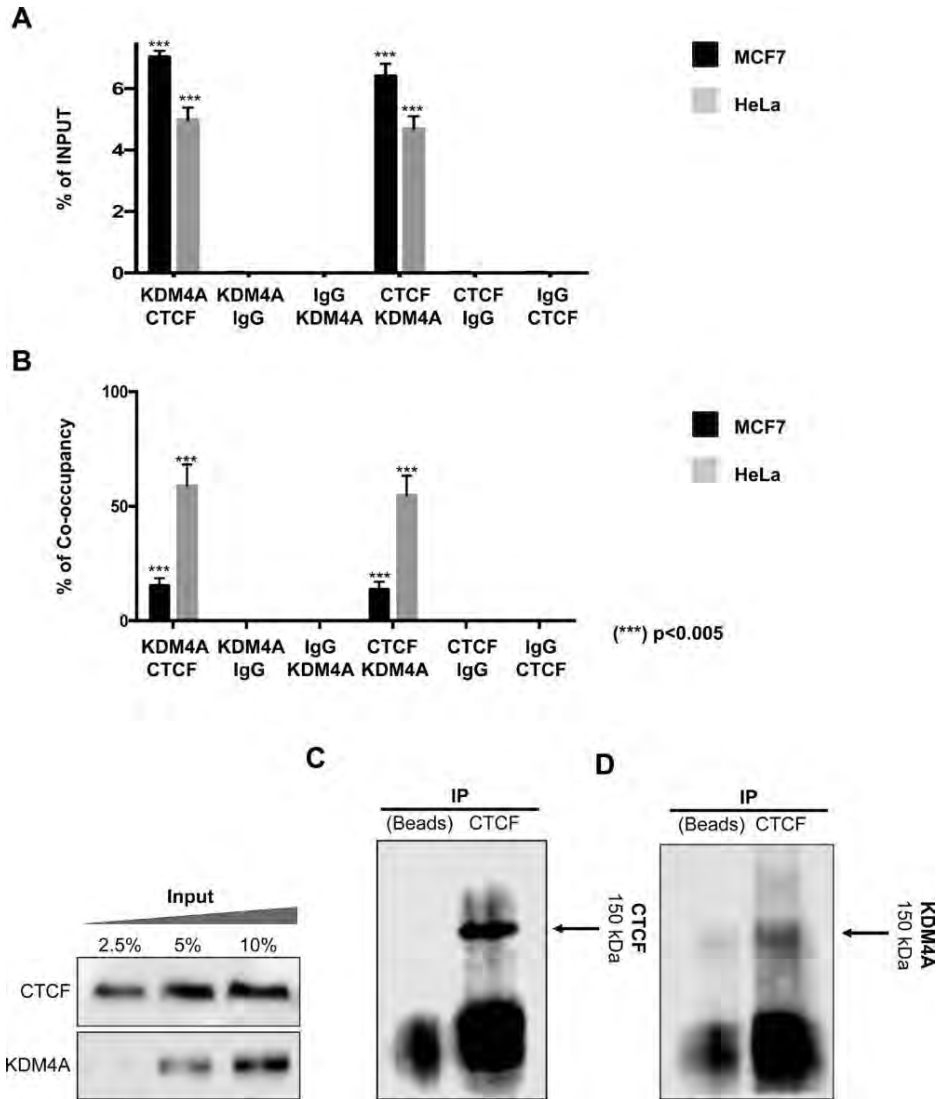 A
% of INPUT
6
4
2
0
*** *** *** ***
MCF7
HeLa
KDM4A KDM4A IgG CTCF CTCF IgG
CTCF IgG KDM4A KDM4A IgG CTCF
B
% of Co-occupancy
100
50
0
*** *** *** ***
MCF7
HeLa
(***) p<0.005
KDM4A KDM4A IgG CTCF CTCF IgG
CTCF IgG KDM4A KDM4A IgG CTCF
Input
2.5% 5% 10%
CTCF
KDM4A
C
IP
(Beads) CTCF
CTCF
150 kDa
D
IP
(Beads) CTCF
KDM4A
150 kDa